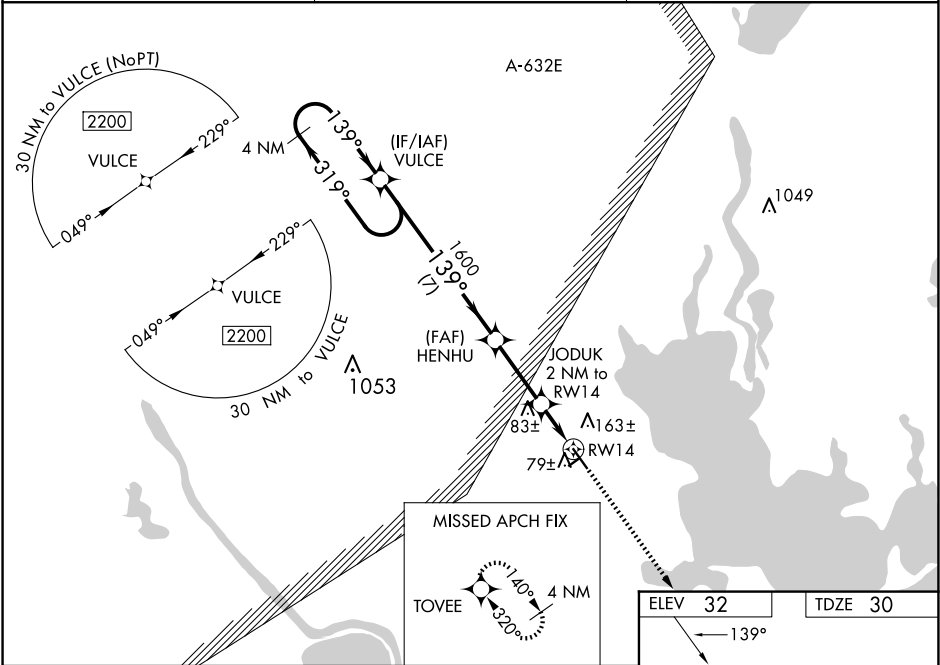 30 NM to VULCE (NoPT)
2200
VULCE
229°
049°
A-632E
4 NM
139°
319°
(IF/IAF)
VULCE
1049
229°
VULCE
049°
2200
30 NM to VULCE
1053
1600
139°
(7)
(FAF)
HENHU
JODUK
2 NM to
RW14
83±
163±
79±
RW14
MISSED APCH FIX
TOVEE
140°
320°
4 NM
ELEV 32
TDZE 30
139°